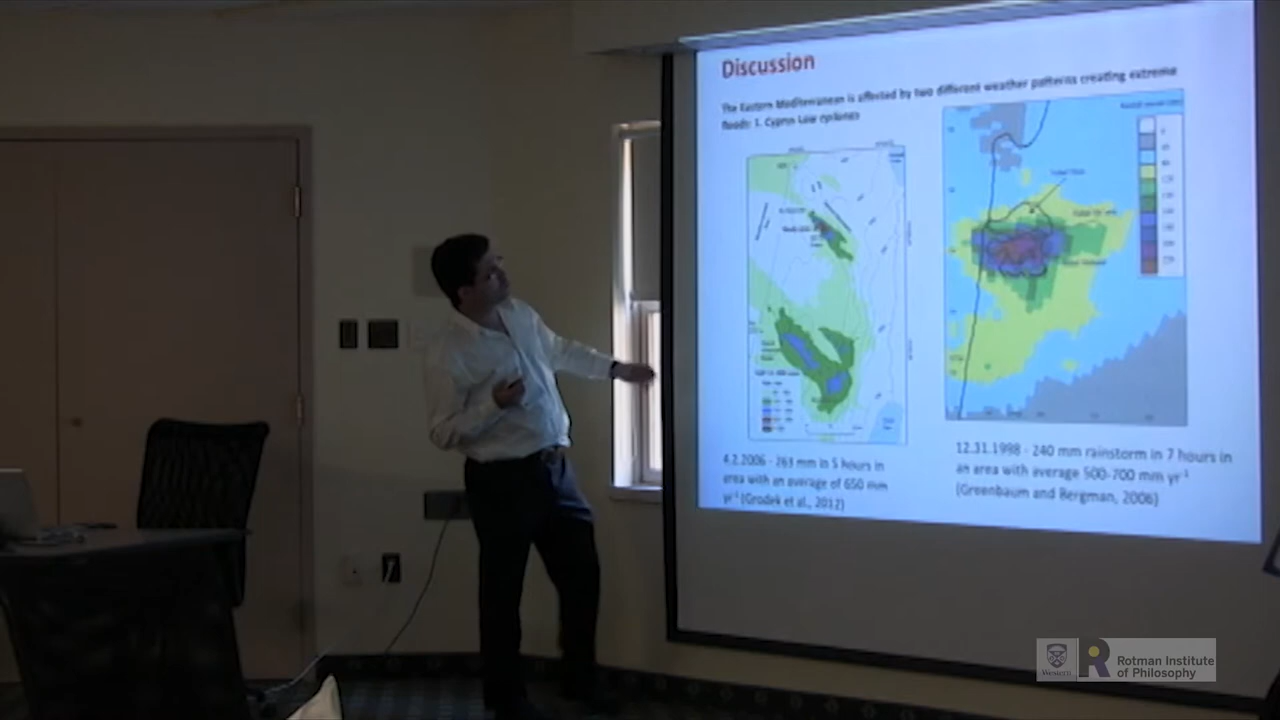 Discussion
The Eastern Mediterranean is affected by two different weather patterns creating extreme
floods: 1. Cyprus Low cyclones
4.2.2006 - 263 mm in 5 hours in
area with an average of 650 mm
yr-1 (Grodek et al., 2012)
12.31.1998 - 240 mm rainstorm in 7 hours in
an area with average 500-700 mm yr-1
(Greenbaum and Bergman, 2006)
Western
R
Rotman Institute
of Philosophy